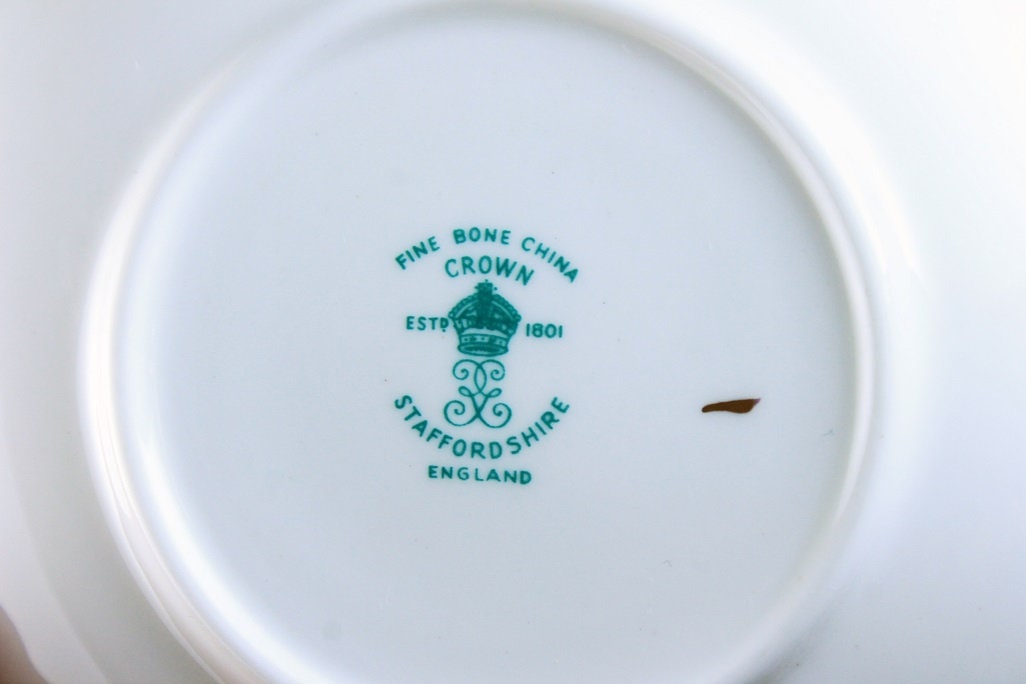 FINE BONE CHINA
CROWN
ESTD 1801
STAFFORDSHIRE
ENGLAND